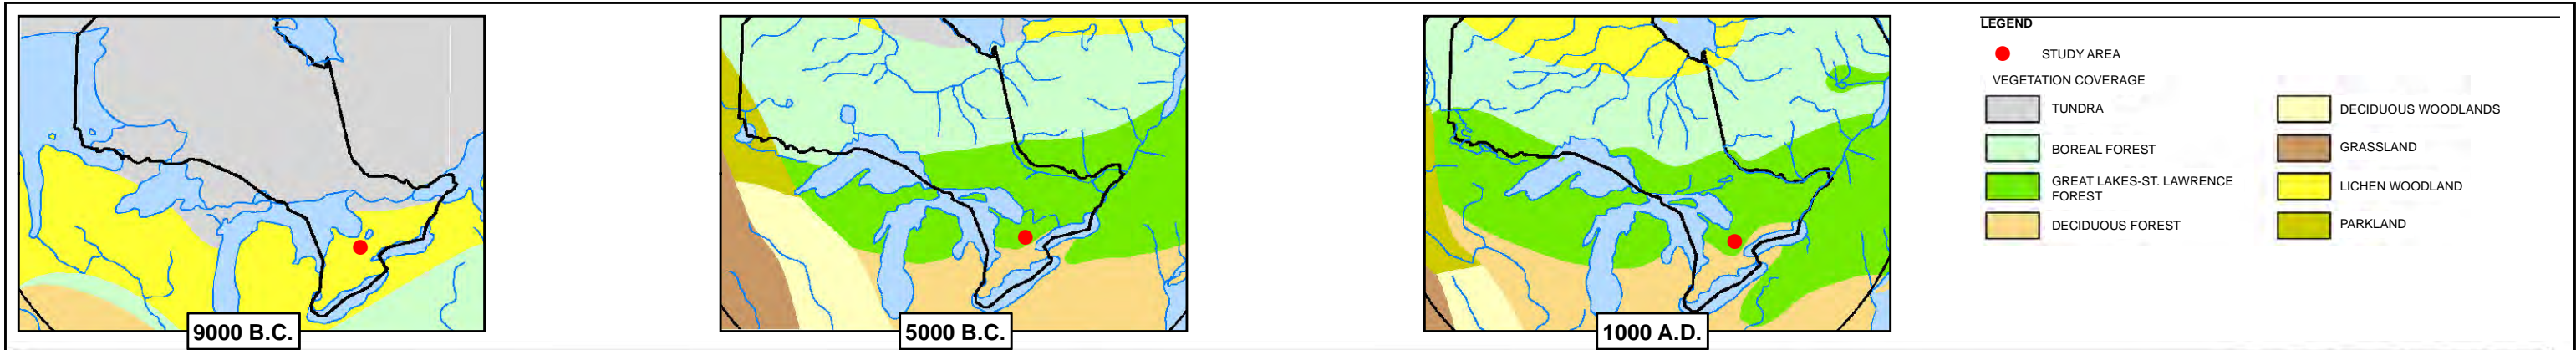 9000 B.C.
5000 B.C.
1000 A.D.
LEGEND
STUDY AREA
VEGETATION COVERAGE
TUNDRA
BOREAL FOREST
GREAT LAKES-ST. LAWRENCE
FOREST
DECIDUOUS FOREST
DECIDUOUS WOODLANDS
GRASSLAND
LICHEN WOODLAND
PARKLAND